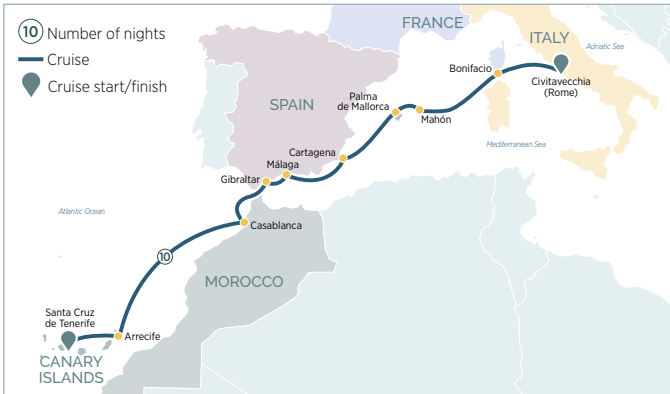 10 Number of nights
Cruise
Cruise start/finish
FRANCE
ITALY
Adriatic Sea
Bonifacio
Civitavecchia
(Rome)
SPAIN
Palma
de Mallorca
Mahón
Mediterranean Sea
Cartagena
Málaga
Gibraltar
Atlantic Ocean
Casablanca
10
MOROCCO
Santa Cruz
de Tenerife
Arrecife
CANARY
ISLANDS